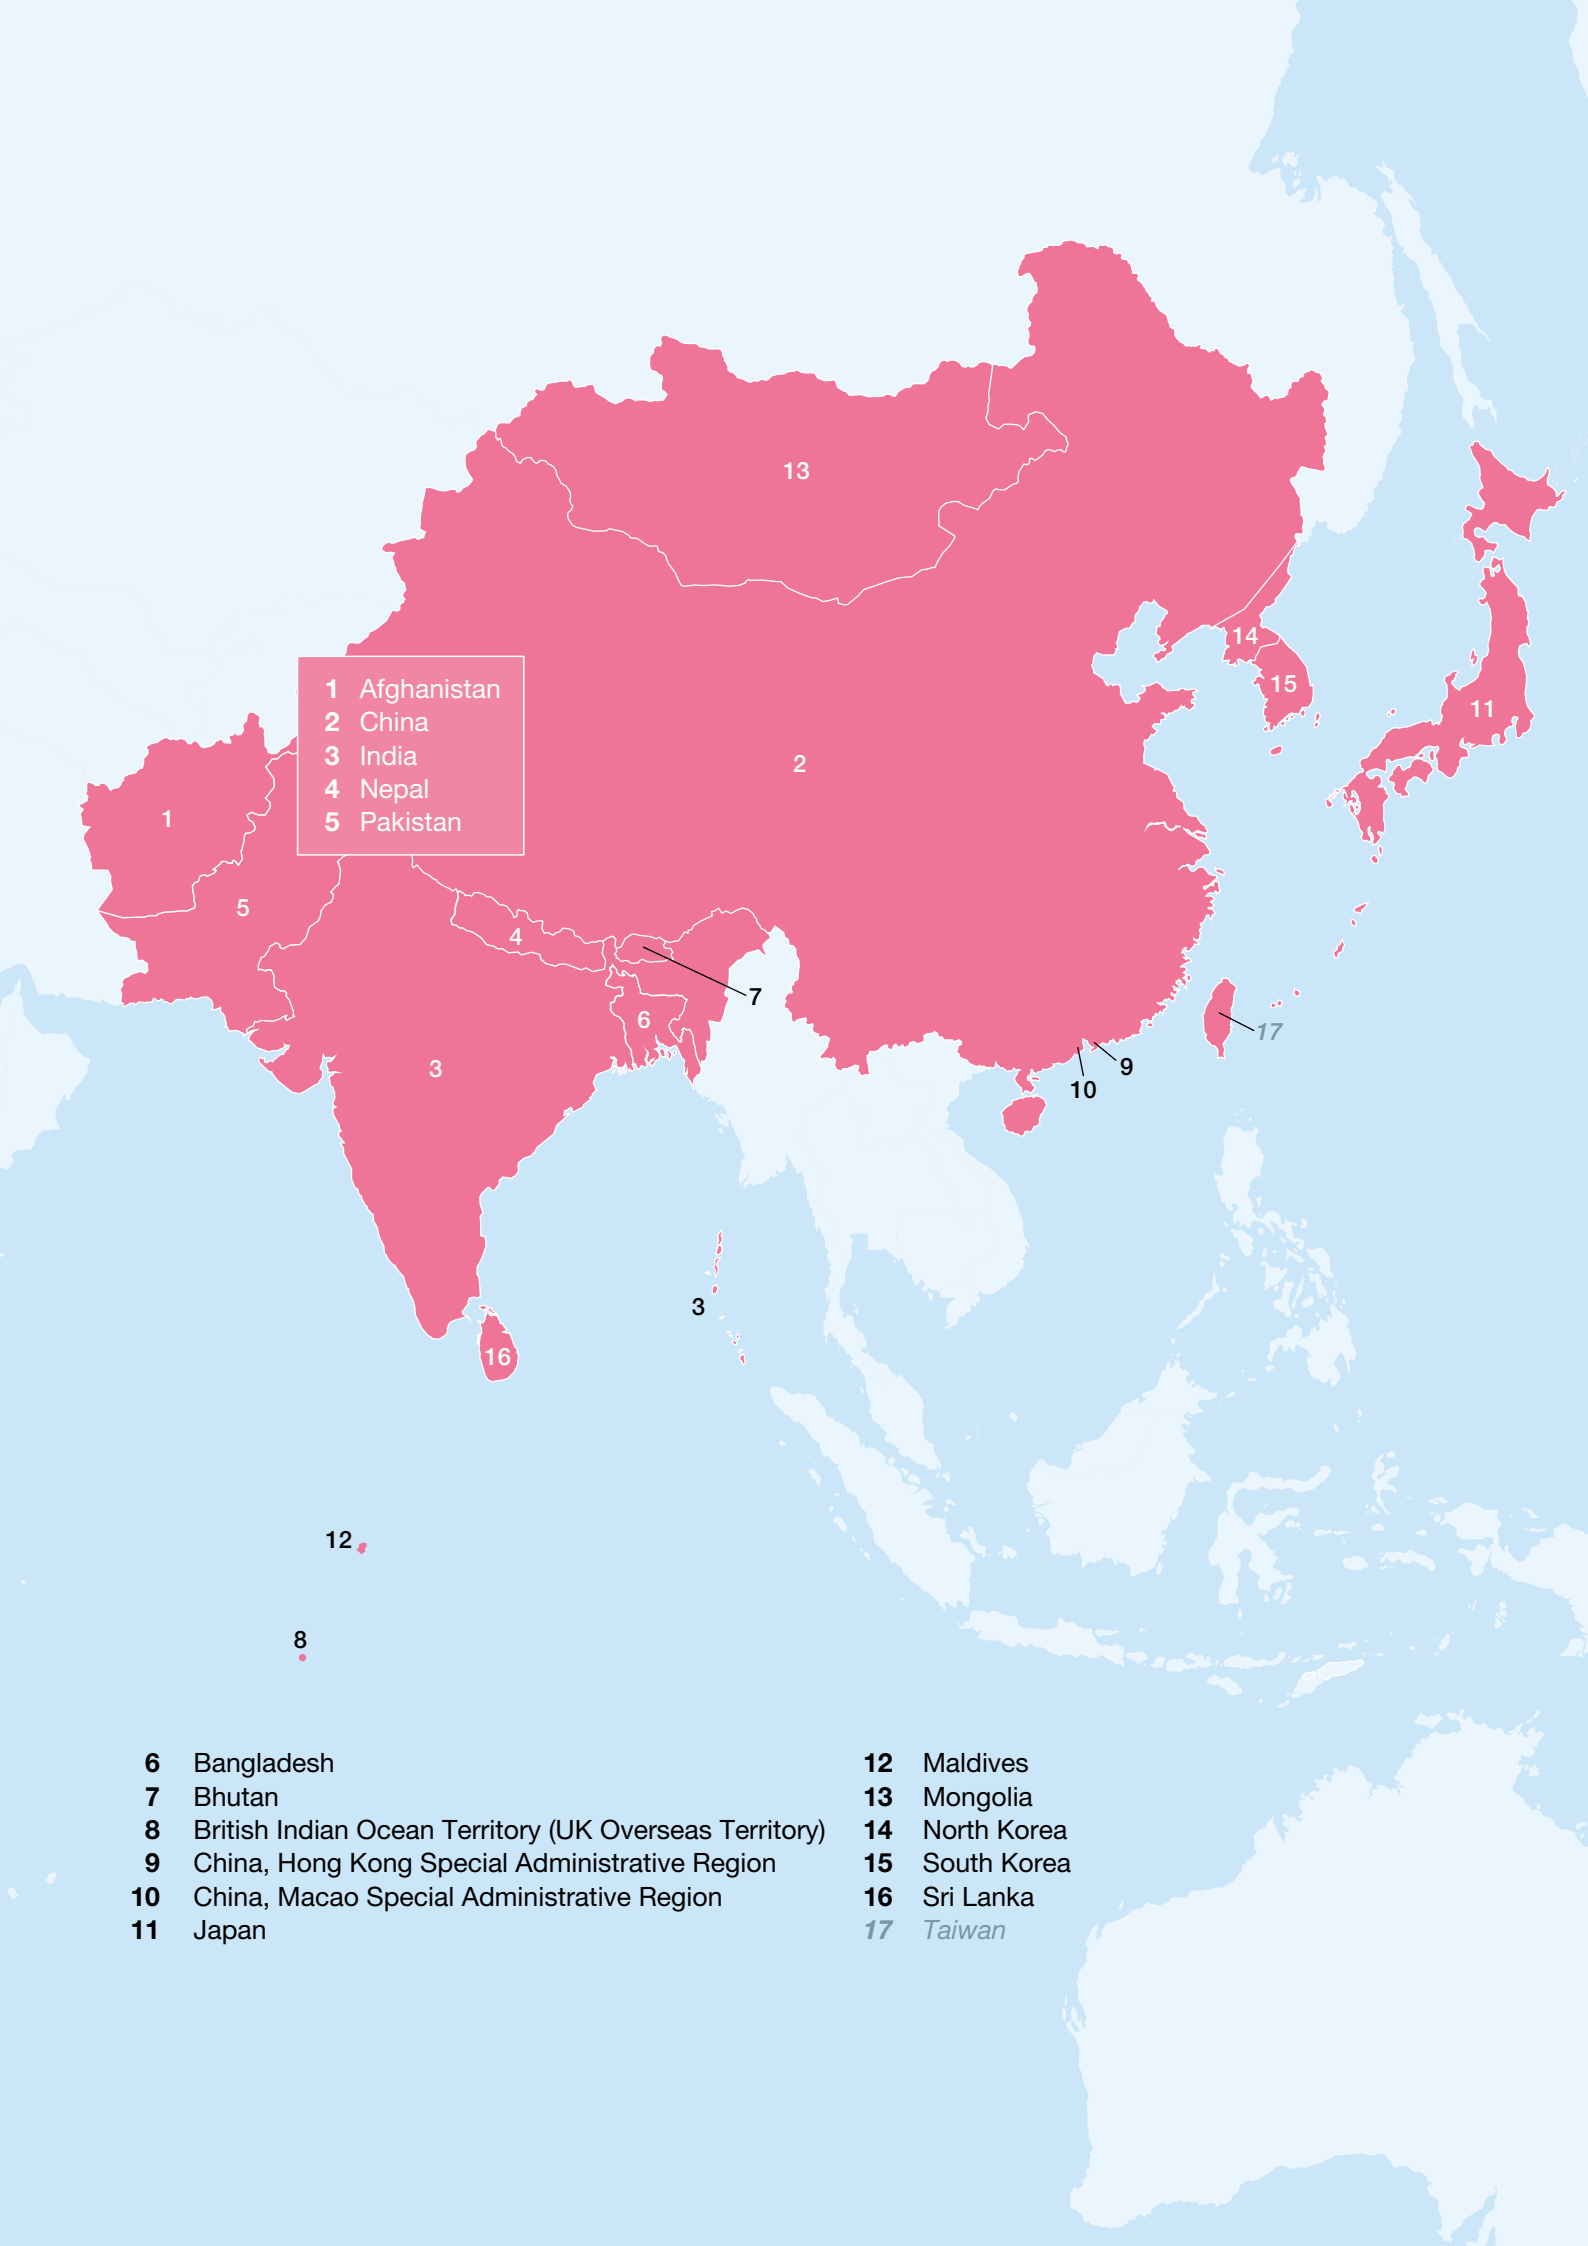 13
14
15
11
1 Afghanistan
2 China
3 India
4 Nepal
5 Pakistan
2
1
5
4
7
6
17
3
9
10
3
16
12
8
6 Bangladesh
7 Bhutan
8 British Indian Ocean Territory (UK Overseas Territory)
9 China, Hong Kong Special Administrative Region
10 China, Macao Special Administrative Region
11 Japan
12 Maldives
13 Mongolia
14 North Korea
15 South Korea
16 Sri Lanka
17 Taiwan